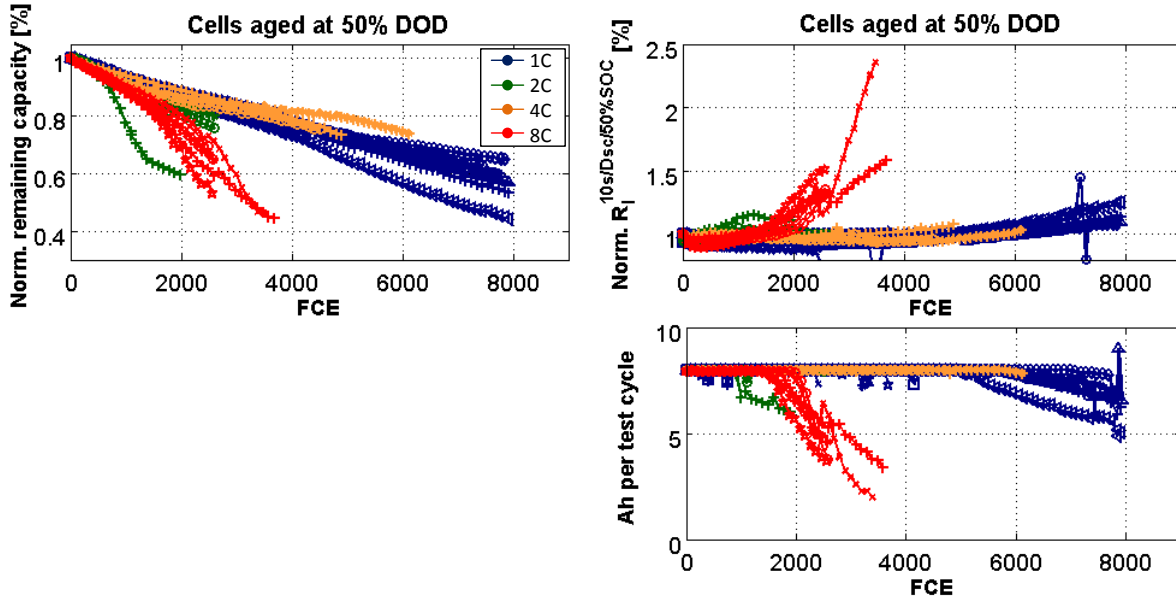 Cells aged at 50% DOD
Norm. remaining capacity [%]
1
0.8
0.6
0.4
0 2000 4000 6000 8000
FCE
1C
2C
4C
8C
Cells aged at 50% DOD
Norm. R_I^10s/Dsc/50%SOC [%]
2.5
2
1.5
1
0 2000 4000 6000 8000
FCE
Ah per test cycle
10
5
0
0 2000 4000 6000 8000
FCE